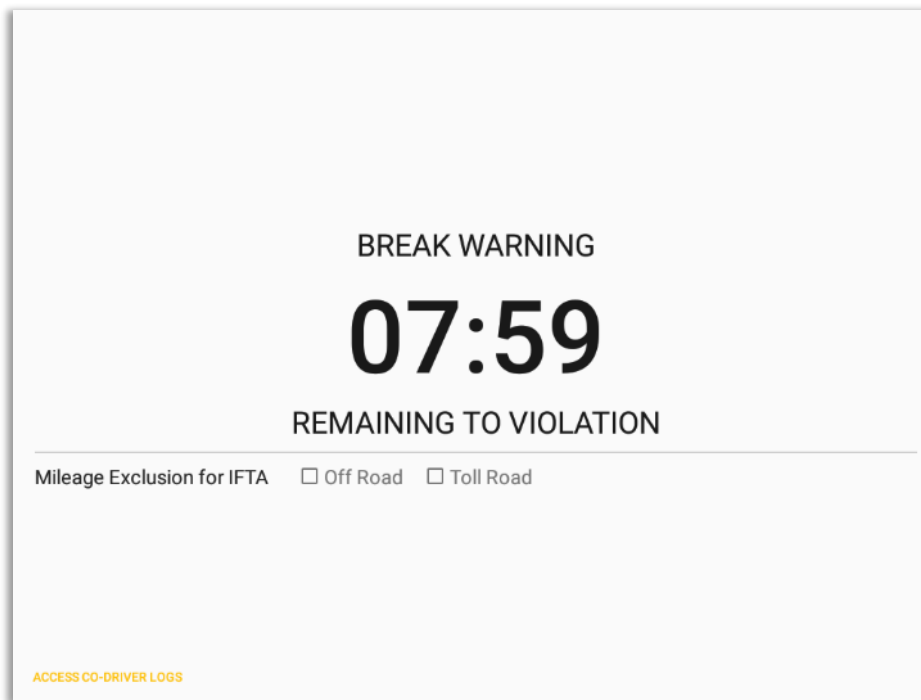 BREAK WARNING
07:59
REMAINING TO VIOLATION
Mileage Exclusion for IFTA Off Road Toll Road
ACCESS CO-DRIVER LOGS